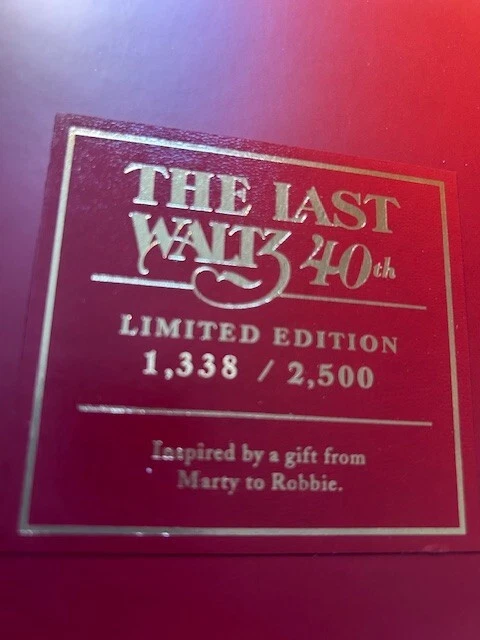 THE LAST
WALTZ 40th
LIMITED EDITION
1,338 / 2,500
Inspired by a gift from
Marty to Robbie.